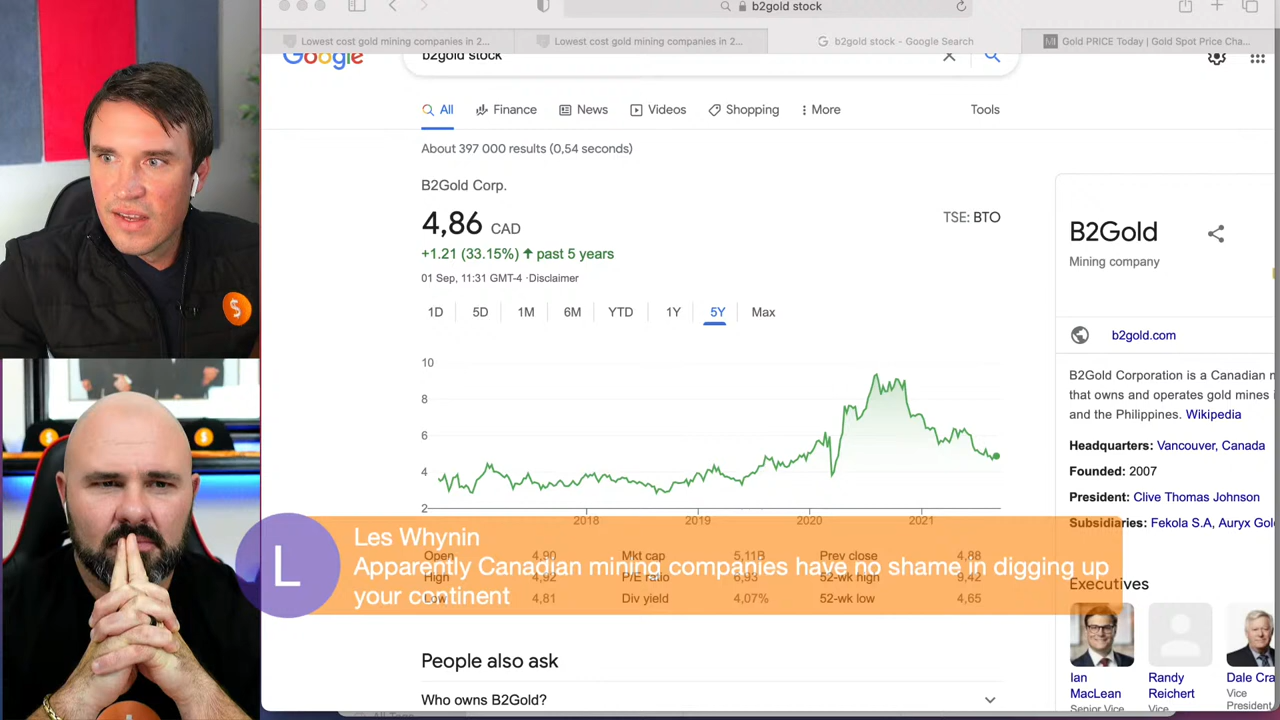 b2gold stock
Lowest cost gold mining companies in 2...
Lowest cost gold mining companies in 2...
b2gold stock - Google Search
Gold PRICE Today | Gold Spot Price Cha...
Google
b2gold stock
All
Finance
News
Videos
Shopping
More
Tools
About 397 000 results (0,54 seconds)
B2Gold Corp.
4,86 CAD
TSE: BTO
+1.21 (33.15%) ↑ past 5 years
01 Sep, 11:31 GMT-4 · Disclaimer
1D 5D 1M 6M YTD 1Y 5Y Max
10
8
6
4
2
2018 2019 2020 2021
Open 4,90 Mkt cap 5,11B Prev close 4,88
High 4,92 P/E ratio 6,93 52-wk high 9,42
Low 4,81 Div yield 4,07% 52-wk low 4,65
L
Les Whynin
Apparently Canadian mining companies have no shame in digging up
your continent
People also ask
Who owns B2Gold?
B2Gold
Mining company
b2gold.com
B2Gold Corporation is a Canadian
that owns and operates gold mines
and the Philippines. Wikipedia
Headquarters: Vancouver, Canada
Founded: 2007
President: Clive Thomas Johnson
Subsidiaries: Fekola S.A, Auryx Gol
Executives
Ian
MacLean
Senior Vice
Randy
Reichert
Vice
Dale Cra
Vice
President
$